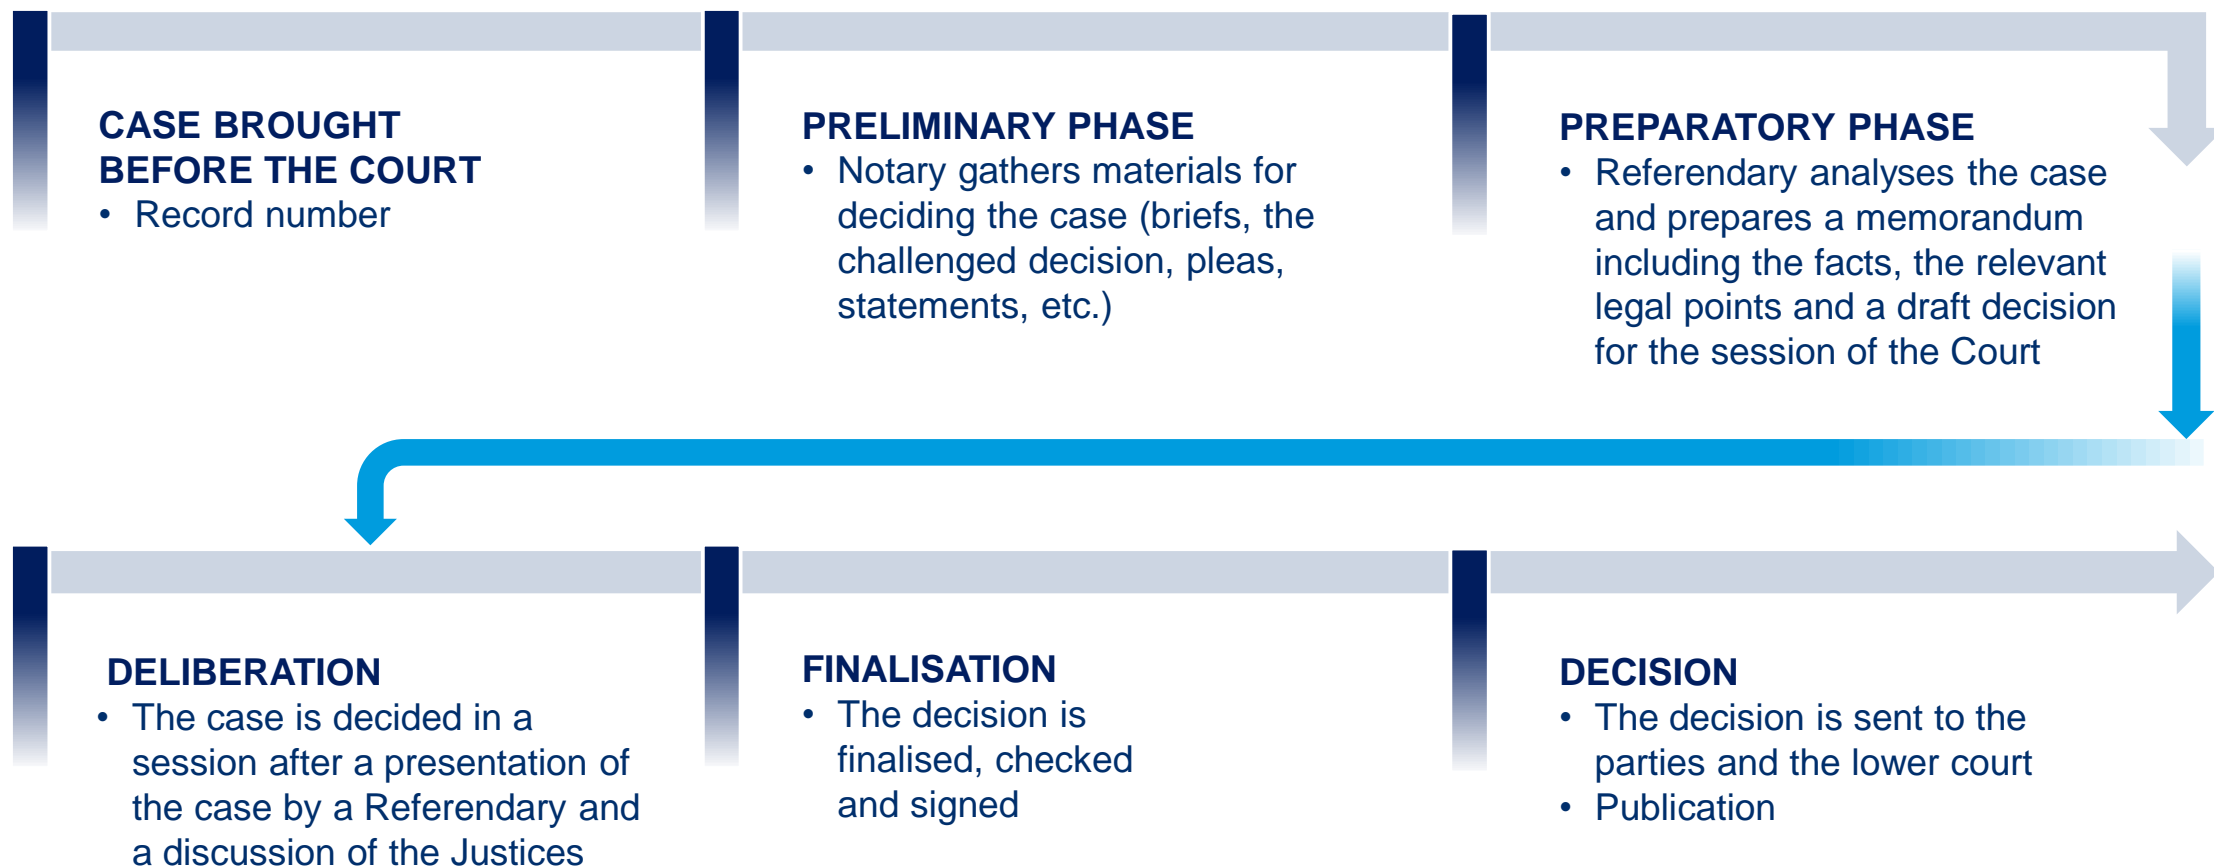 CASE BROUGHT
BEFORE THE COURT
• Record number
PRELIMINARY PHASE
• Notary gathers materials for
deciding the case (briefs, the
challenged decision, pleas,
statements, etc.)
PREPARATORY PHASE
• Referendary analyses the case
and prepares a memorandum
including the facts, the relevant
legal points and a draft decision
for the session of the Court
DELIBERATION
• The case is decided in a
session after a presentation of
the case by a Referendary and
a discussion of the Justices
FINALISATION
• The decision is
finalised, checked
and signed
DECISION
• The decision is sent to the
parties and the lower court
• Publication